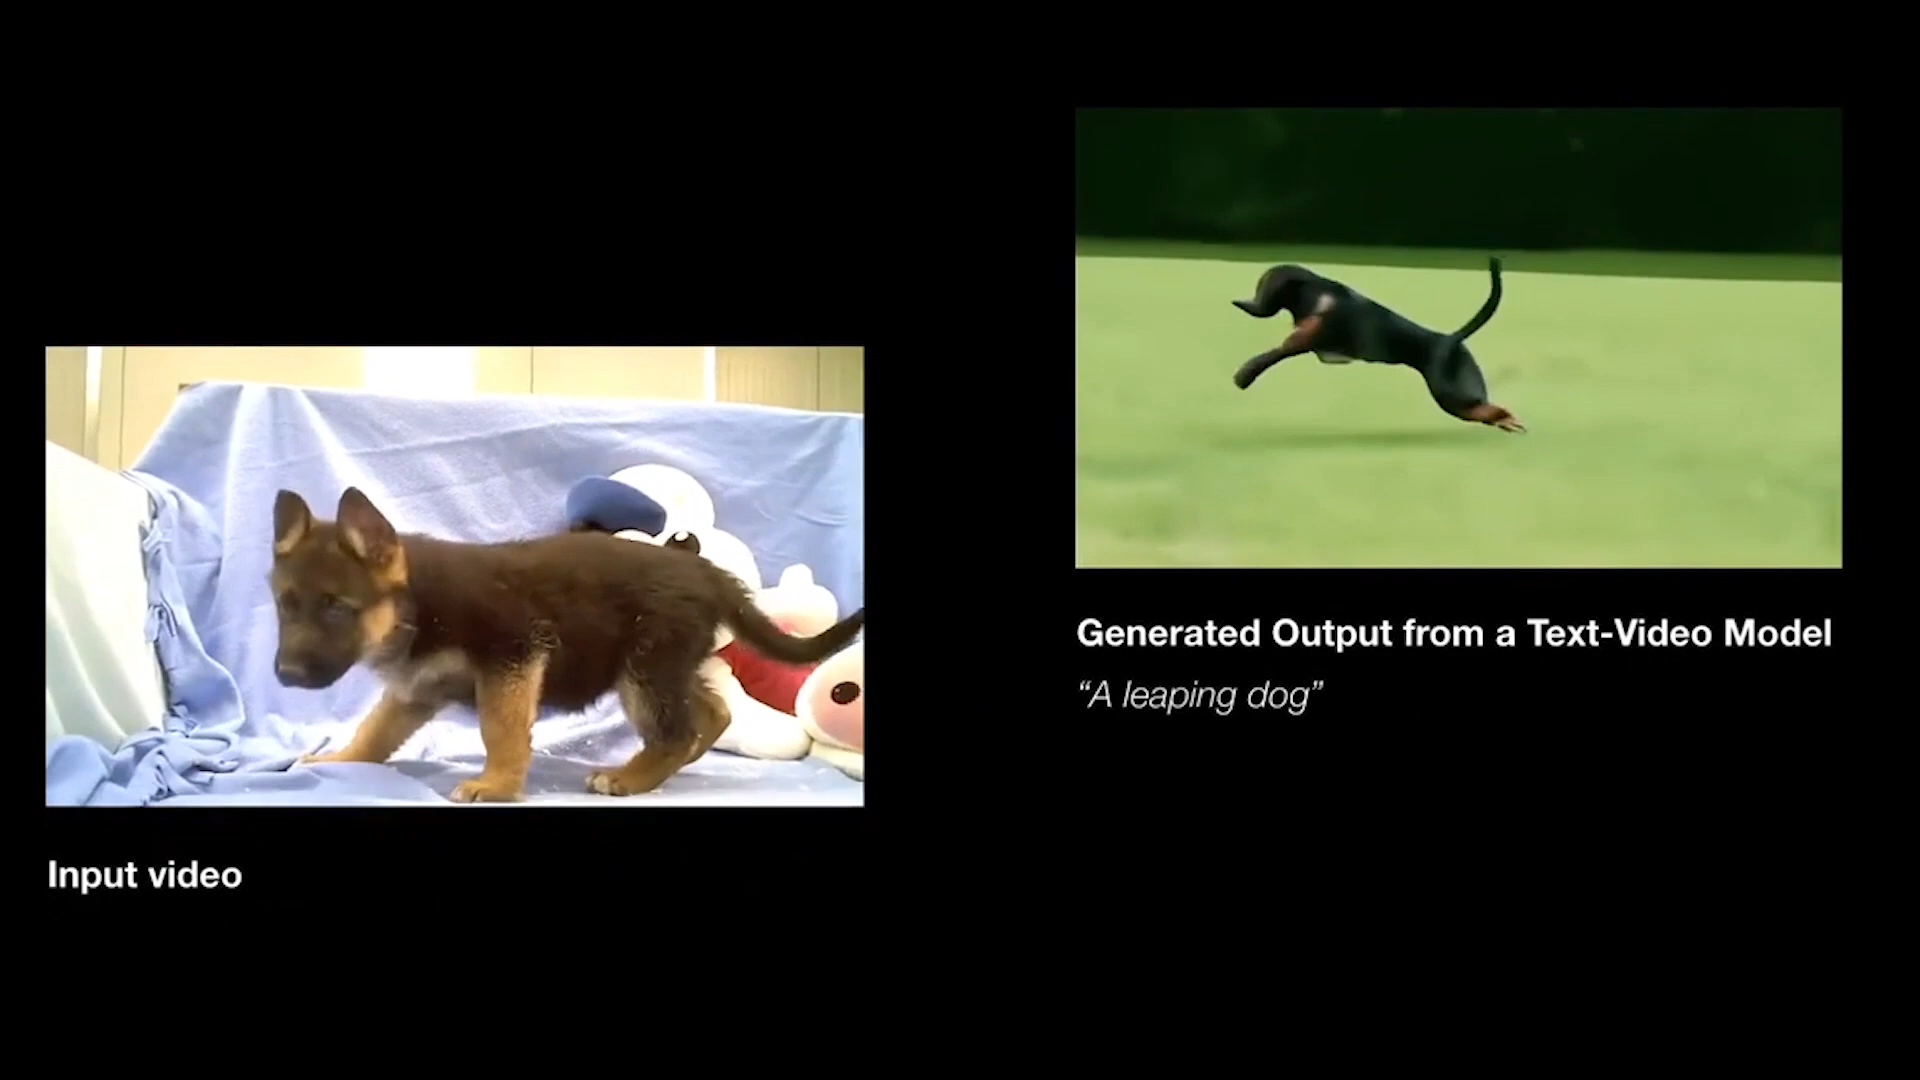 Generated Output from a Text-Video Model
“A leaping dog”
Input video